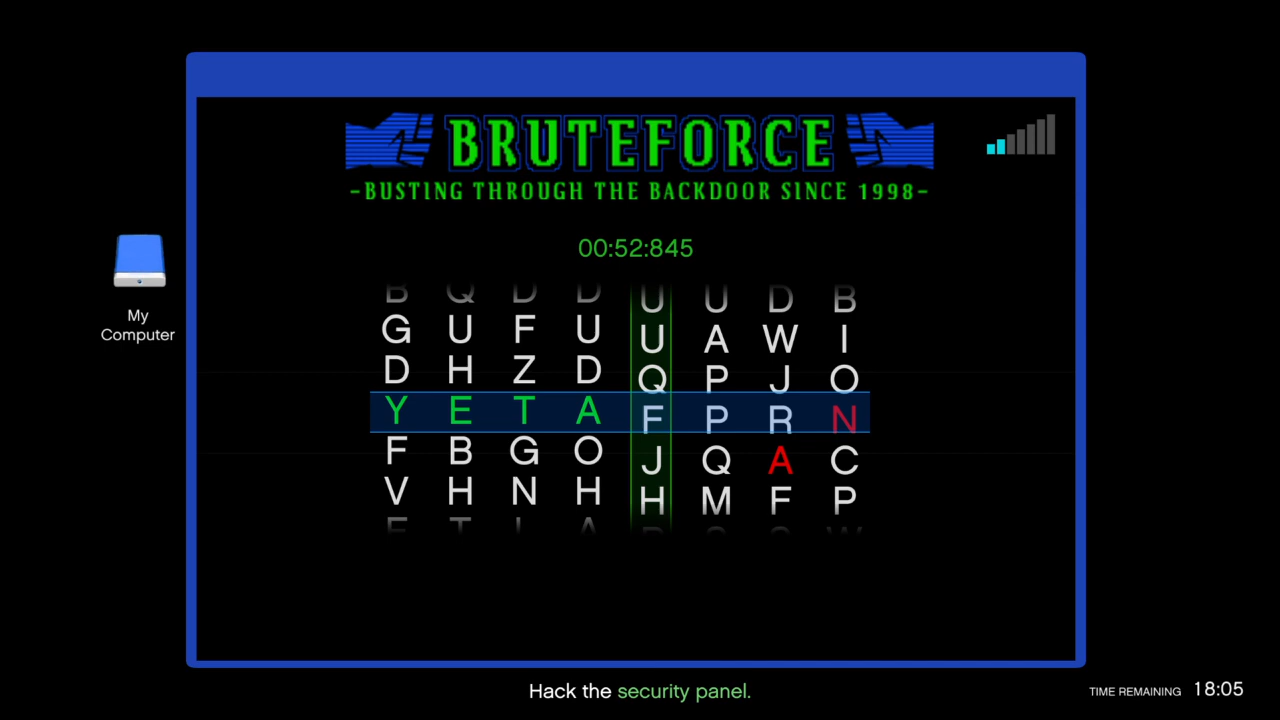 BRUTEFORCE
-BUSTING THROUGH THE BACKDOOR SINCE 1998-
00:52:845
B Q D D U U D B
G U F U U A W I
D H Z D Q P J O
Y E T A F P R N
F B G O J Q A C
V H N H H M F P
My
Computer
Hack the security panel.
TIME REMAINING 18:05